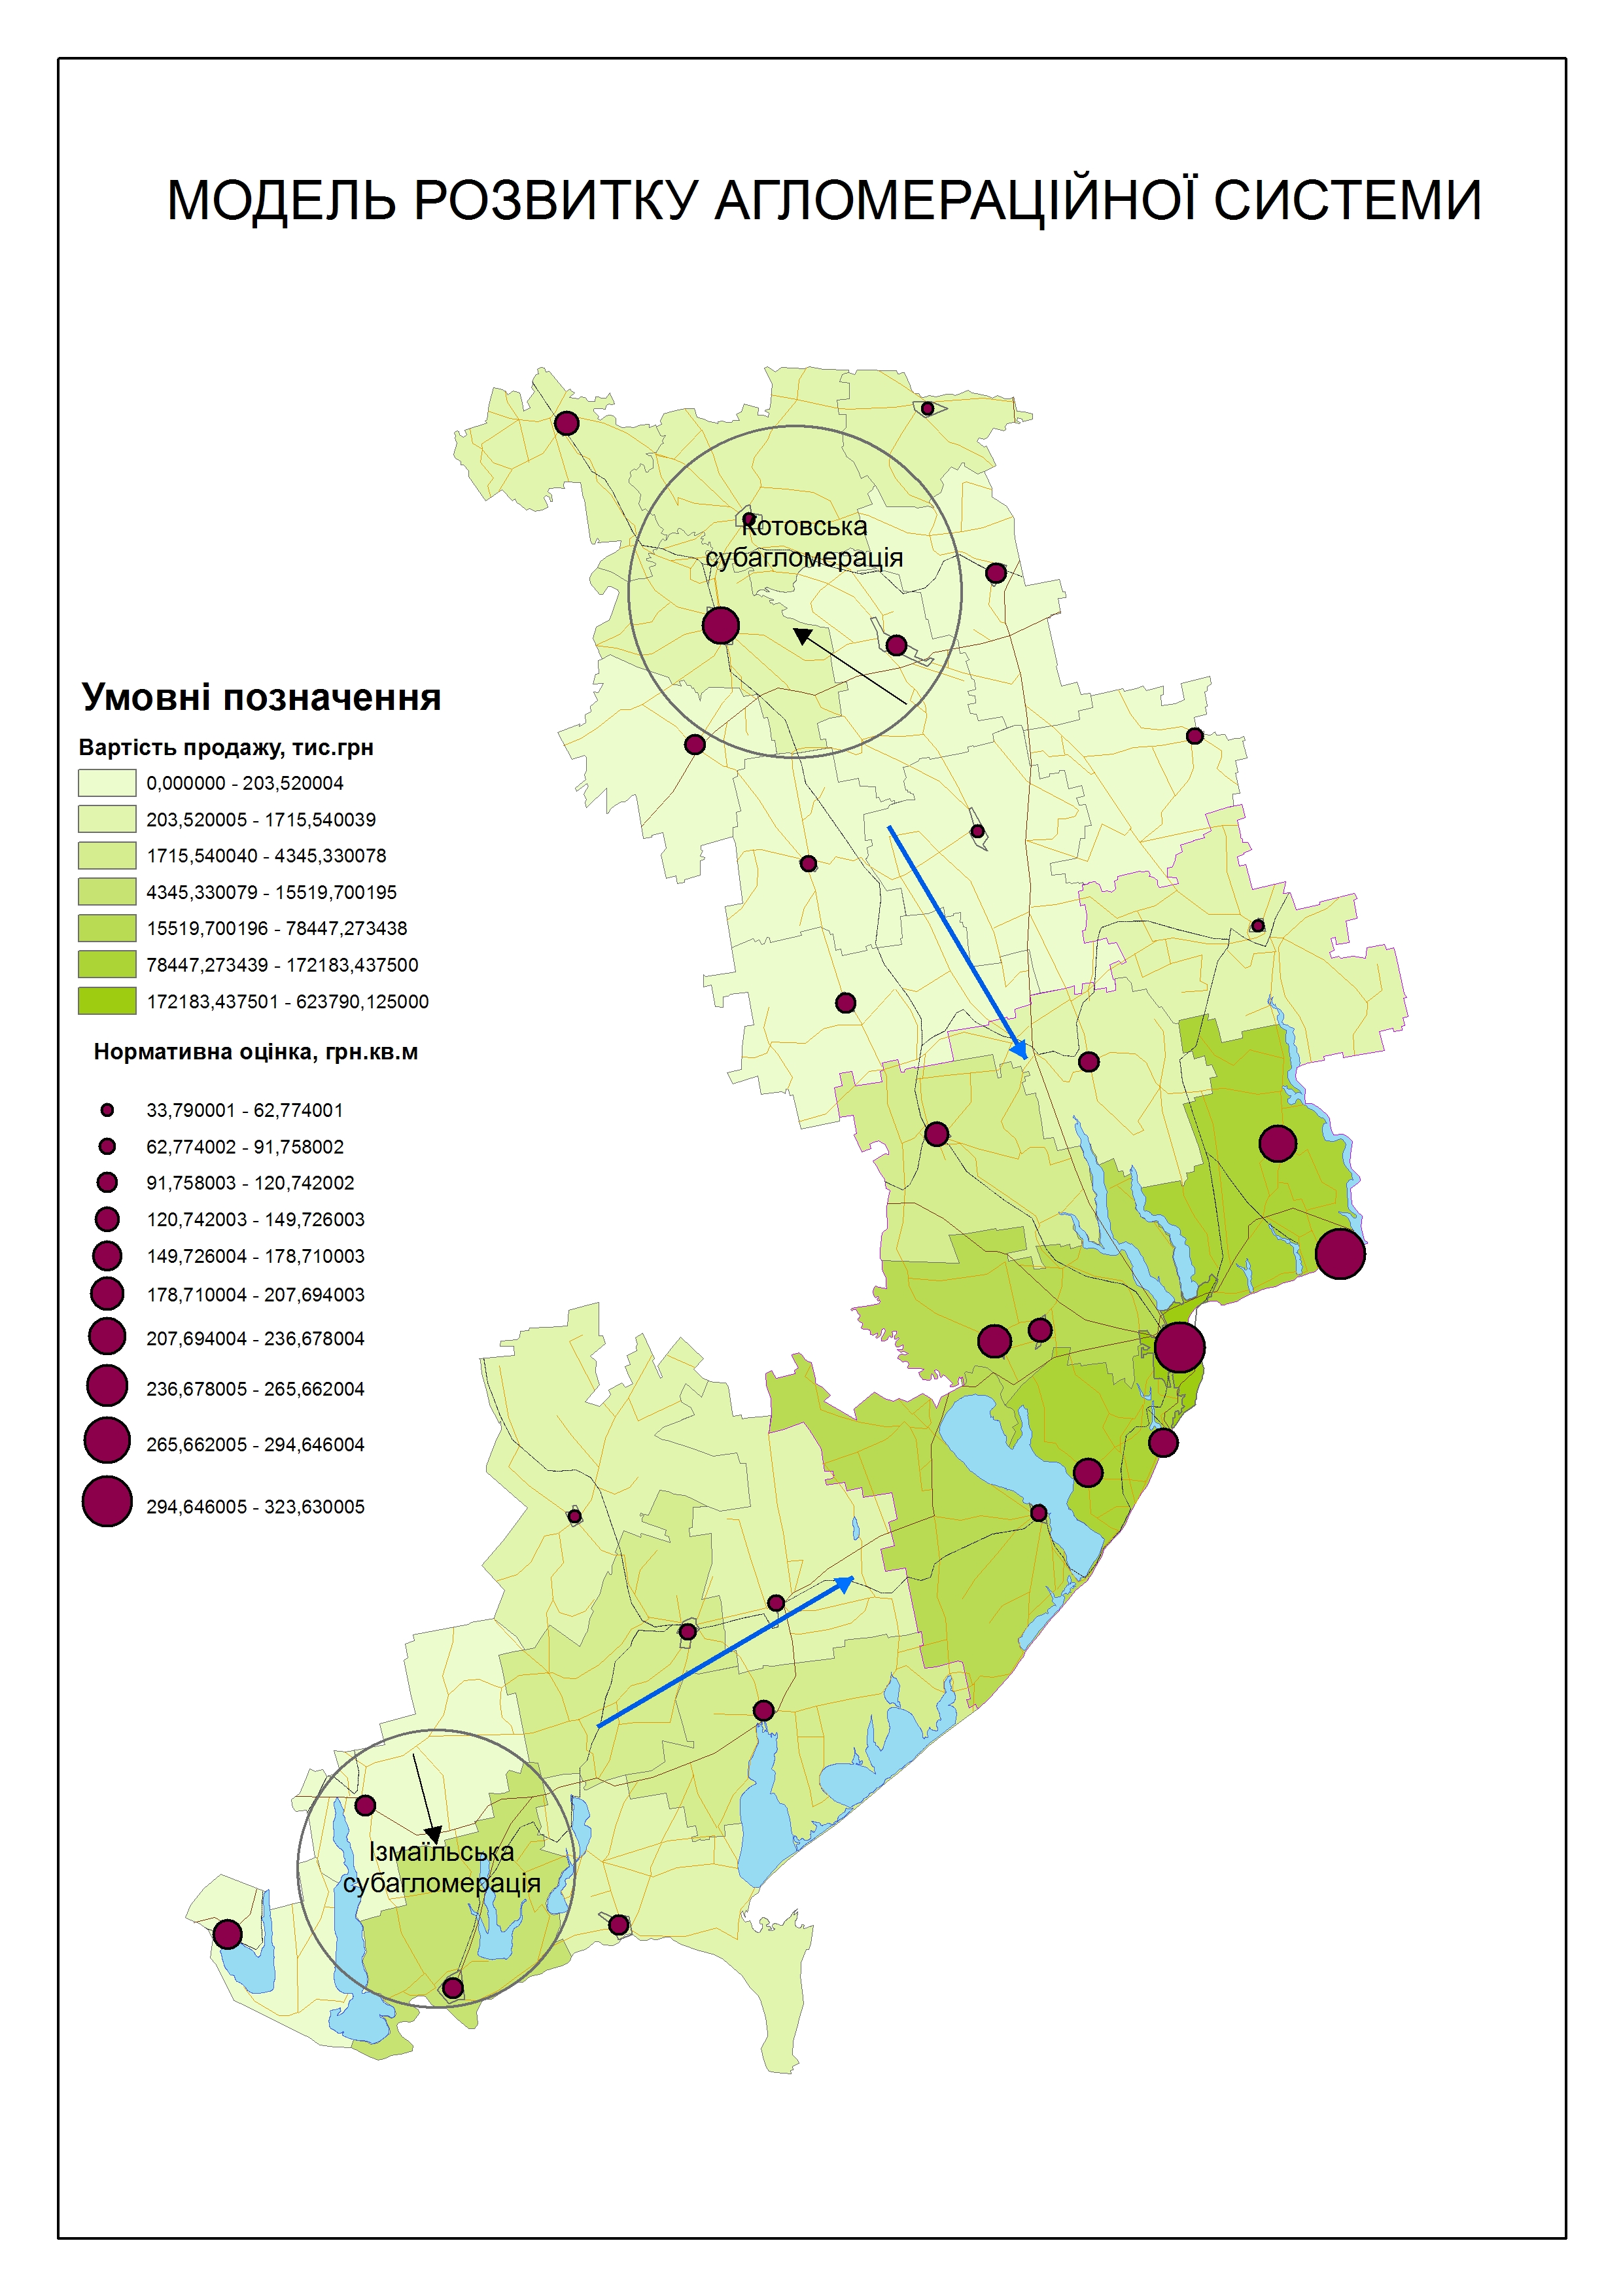 МОДЕЛЬ РОЗВИТКУ АГЛОМЕРАЦІЙНОЇ СИСТЕМИ
Котовська
субагломерація
Умовні позначення
Вартість продажу, тис.грн
0,000000 - 203,520004
203,520005 - 1715,540039
1715,540040 - 4345,330078
4345,330079 - 15519,700195
15519,700196 - 78447,273438
78447,273439 - 172183,437500
172183,437501 - 623790,125000
Нормативна оцінка, грн.кв.м
33,790001 - 62,774001
62,774002 - 91,758002
91,758003 - 120,742002
120,742003 - 149,726003
149,726004 - 178,710003
178,710004 - 207,694003
207,694004 - 236,678004
236,678005 - 265,662004
265,662005 - 294,646004
294,646005 - 323,630005
Ізмаїльська
субагломерація